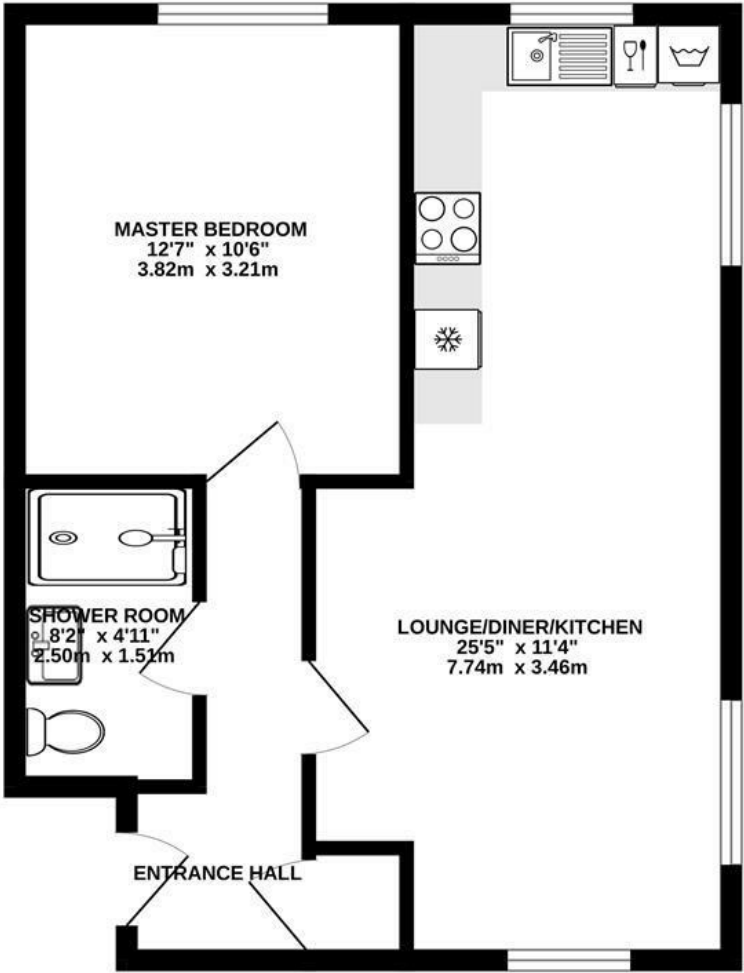 MASTER BEDROOM
12'7" x 10'6"
3.82m x 3.21m
SHOWER ROOM
8'2" x 4'11"
2.50m x 1.51m
LOUNGE/DINER/KITCHEN
25'5" x 11'4"
7.74m x 3.46m
ENTRANCE HALL